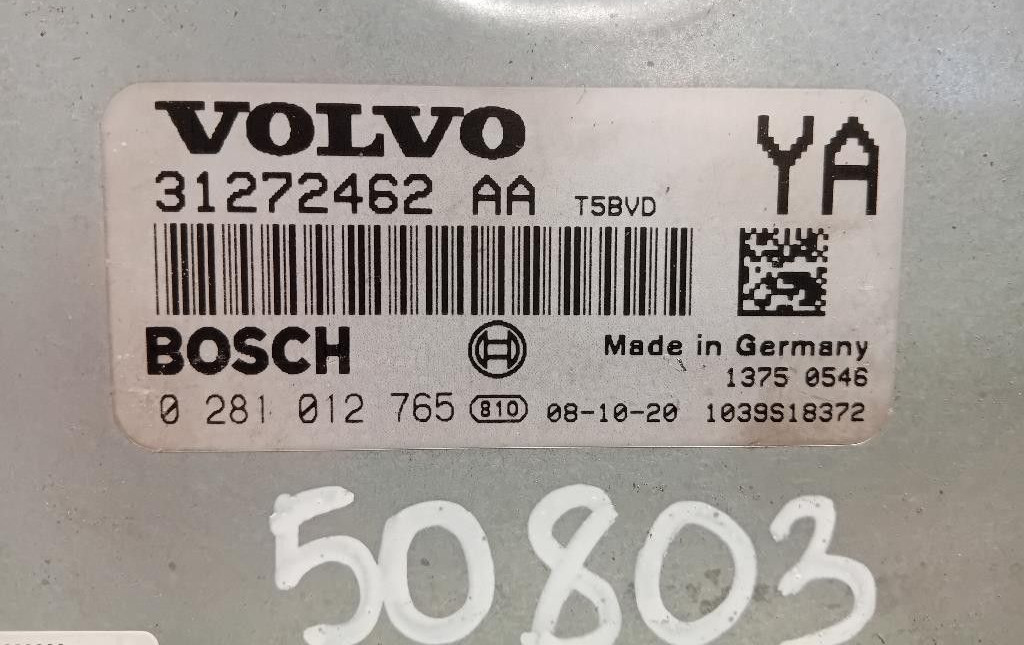 VOLVO
YA
31272462 AA T5BVD
BOSCH
Made in Germany
1375 0546
0 281 012 765 810 08-10-20 1039S18372
50803